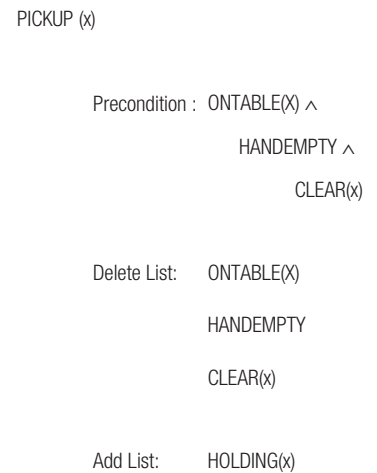 PICKUP (x)
Precondition : ONTABLE(X) ∧
HANDEMPTY ∧
CLEAR(x)
Delete List: ONTABLE(X)
HANDEMPTY
CLEAR(x)
Add List: HOLDING(x)